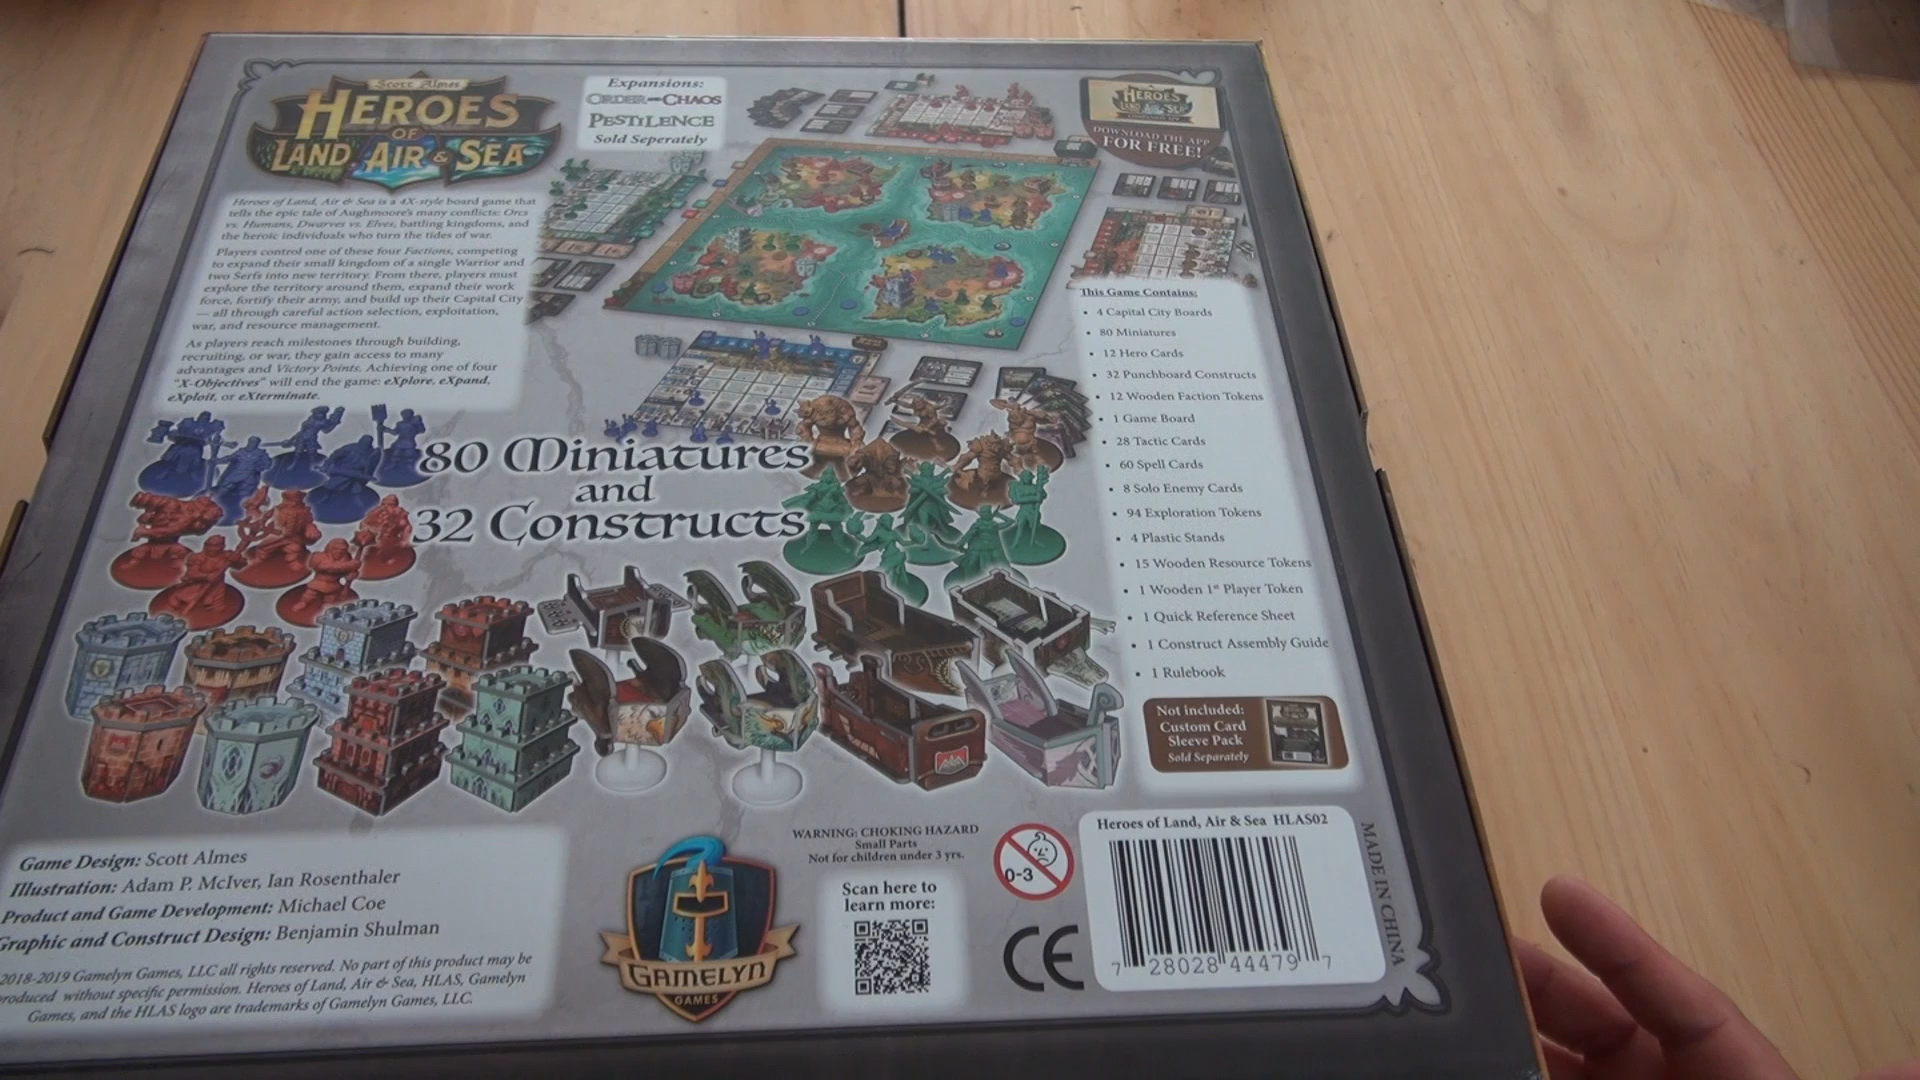 Scott Almes
HEROES
OF
LAND, AIR & SEA
Heroes of Land, Air & Sea is a 4X-style board game that
tells the epic tale of Aughmoore's many conflicts: Orcs
vs. Humans, Dwarves vs. Elves, battling kingdoms, and
the heroic individuals who turn the tides of war.
Players control one of these four Factions, competing
to expand their small kingdom of a single Warrior and
two Serfs into new territory. From there, players must
explore the territory around them, expand their work
force, fortify their army, and build up their Capital City
— all through careful action selection, exploitation,
war, and resource management.
As players reach milestones through building,
recruiting, or war, they gain access to many
advantages and Victory Points. Achieving one of four
"X-Objectives" will end the game: eXplore, eXpand,
eXploit, or eXterminate.
Expansions:
ORDER AND CHAOS
PESTILENCE
Sold Seperately
HEROES
LAND, AIR & SEA
DOWNLOAD THE APP
FOR FREE!
This Game Contains:
• 4 Capital City Boards
• 80 Miniatures
• 12 Hero Cards
• 32 Punchboard Constructs
• 12 Wooden Faction Tokens
• 1 Game Board
• 28 Tactic Cards
• 60 Spell Cards
• 8 Solo Enemy Cards
• 94 Exploration Tokens
• 4 Plastic Stands
• 15 Wooden Resource Tokens
• 1 Wooden 1st Player Token
• 1 Quick Reference Sheet
• 1 Construct Assembly Guide
• 1 Rulebook
80 Miniatures
and
32 Constructs
Not included:
Custom Card
Sleeve Pack
Sold Separately
Game Design: Scott Almes
Illustration: Adam P. McIver, Ian Rosenthaler
Product and Game Development: Michael Coe
Graphic and Construct Design: Benjamin Shulman
2018-2019 Gamelyn Games, LLC all rights reserved. No part of this product may be
without specific permission. Heroes of Land, Air & Sea, HLAS, Gamelyn
Games, and the HLAS logo are trademarks of Gamelyn Games, LLC.
GAMELYN
GAMES
WARNING: CHOKING HAZARD
Small Parts
Not for children under 3 yrs.
Scan here to
learn more:
0-3
CE
Heroes of Land, Air & Sea HLAS02
7 28028 44479 7
MADE IN CHINA